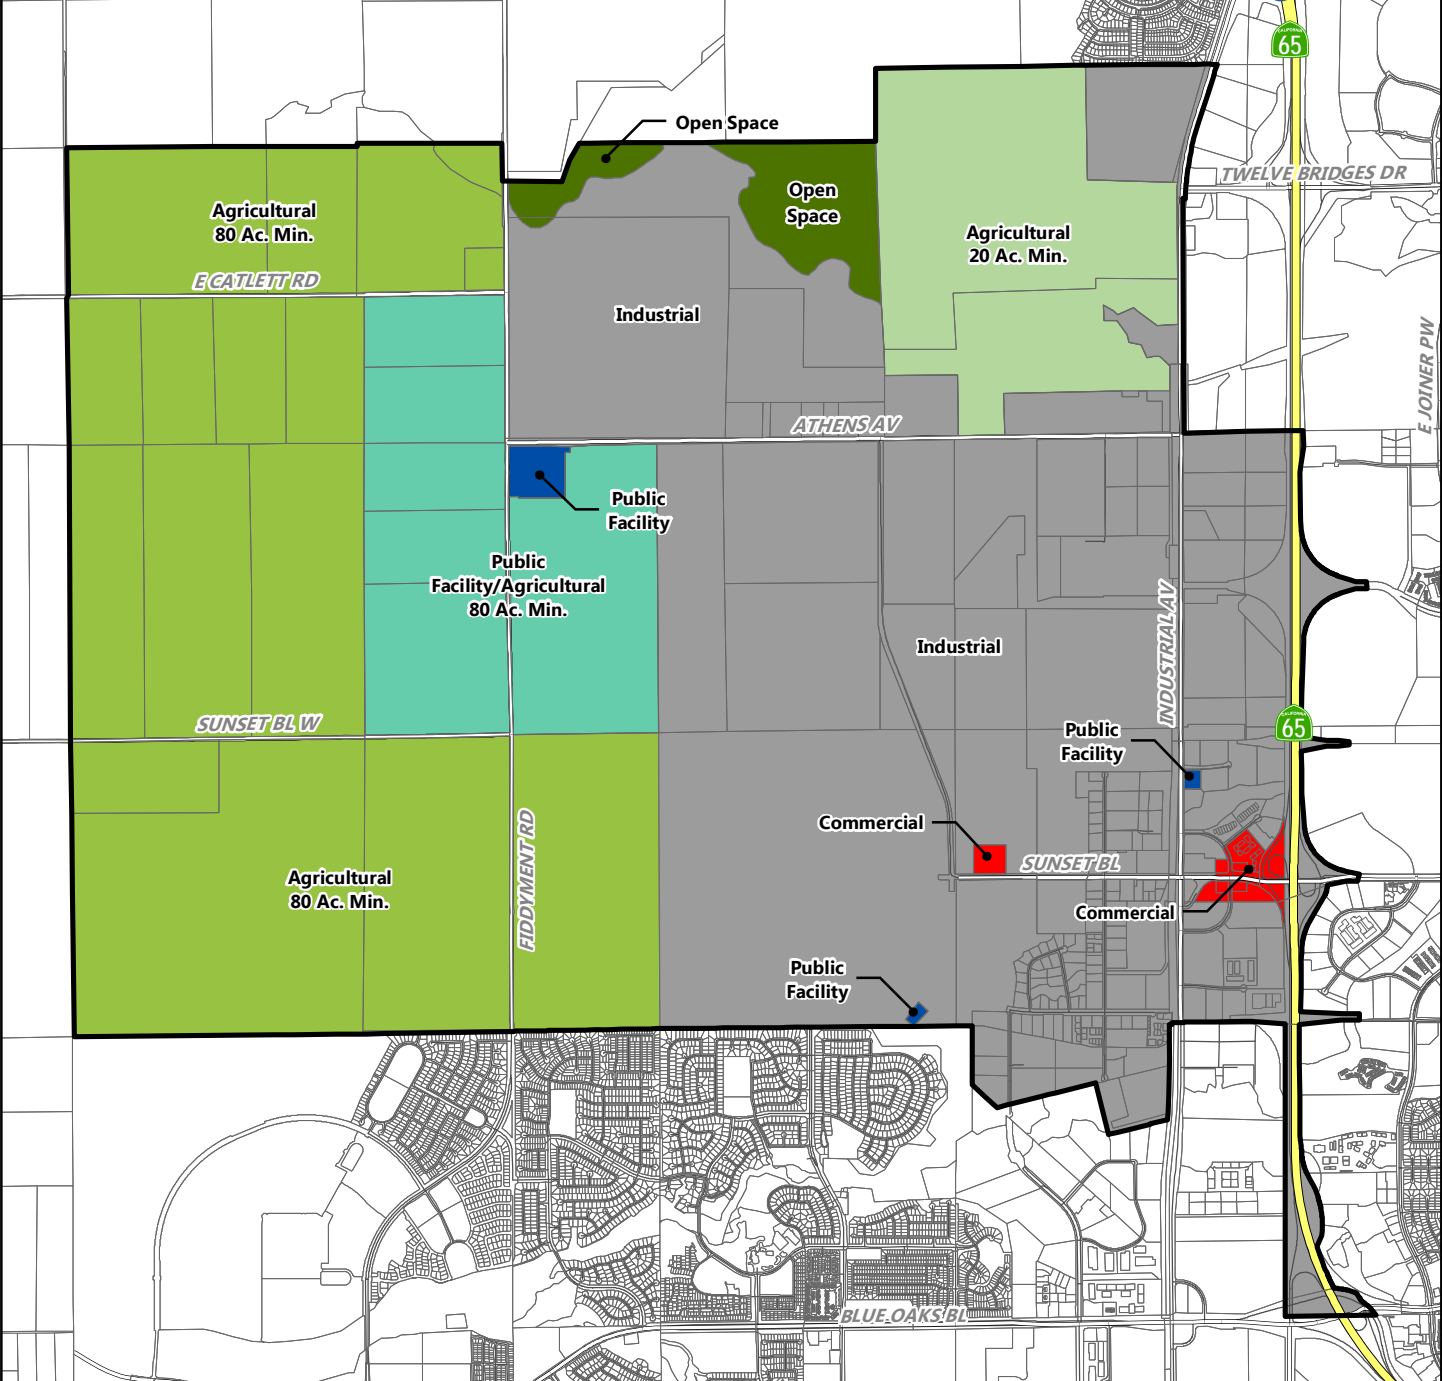 CALIFORNIA
65
Open Space
TWELVE BRIDGES DR
Open
Space
Agricultural
80 Ac. Min.
Agricultural
20 Ac. Min.
E CATLETT RD
Industrial
E JOINER PW
ATHENS AV
Public
Facility
Public
Facility/Agricultural
80 Ac. Min.
INDUSTRIAL AV
Industrial
SUNSET BL W
CALIFORNIA
65
Public
Facility
Commercial
SUNSET BL
FIDDYMENT RD
Agricultural
80 Ac. Min.
Commercial
Public
Facility
BLUE OAKS BL